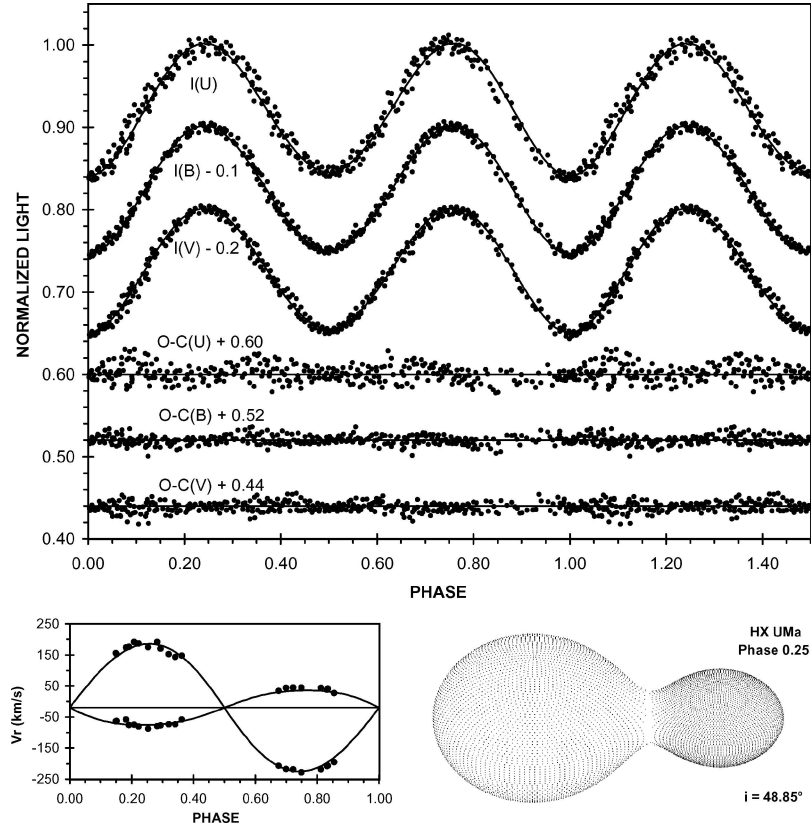 1.00
0.90
0.80
0.70
0.60
0.50
0.40
NORMALIZED LIGHT
I(U)
I(B) - 0.1
I(V) - 0.2
O-C(U) + 0.60
O-C(B) + 0.52
O-C(V) + 0.44
0.00 0.20 0.40 0.60 0.80 1.00 1.20 1.40
PHASE
250
150
50
-50
-150
-250
Vr (km/s)
0.00 0.20 0.40 0.60 0.80 1.00
PHASE
HX UMa
Phase 0.25
i = 48.85°